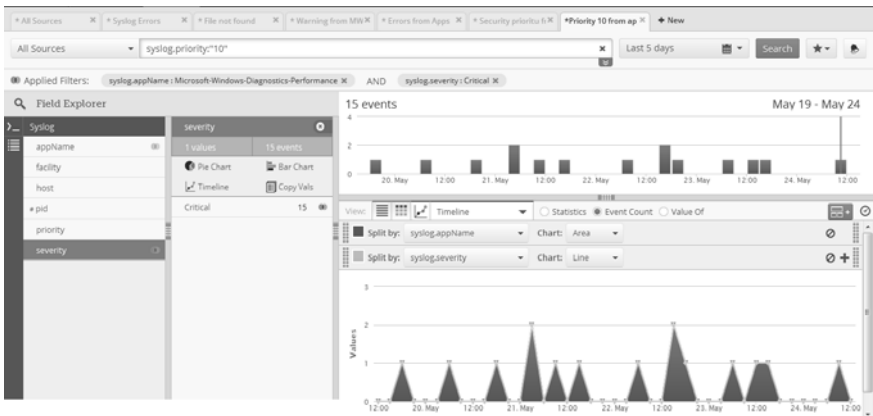 * All Sources × * Syslog Errors × * File not found × * Warning from MW × * Errors from Apps × * Security prioritu fi × *Priority 10 from ap × + New
All Sources syslog.priority:"10" × Last 5 days Search
Applied Filters: syslog.appName : Microsoft-Windows-Diagnostics-Performance × AND syslog.severity : Critical ×
Field Explorer
Syslog
appName
facility
host
# pid
priority
severity
severity
1 values 15 events
Pie Chart Bar Chart
Timeline Copy Vals
Critical 15
15 events May 19 - May 24
4
2
0
20. May 12:00 21. May 12:00 22. May 12:00 23. May 12:00 24. May 12:00
View: Timeline Statistics Event Count Value Of
Split by: syslog.appName Chart: Area
Split by: syslog.severity Chart: Line
3
2
1
0
Values
12:00 20. May 12:00 21. May 12:00 22. May 12:00 23. May 12:00 24. May 12:00